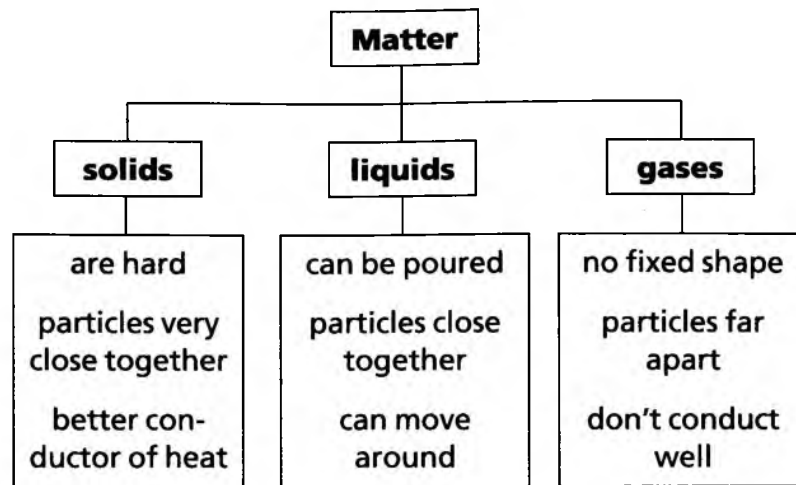 Matter
solids
liquids
gases
are hard
particles very
close together
better con-
ductor of heat
can be poured
particles close
together
can move
around
no fixed shape
particles far
apart
don't conduct
well